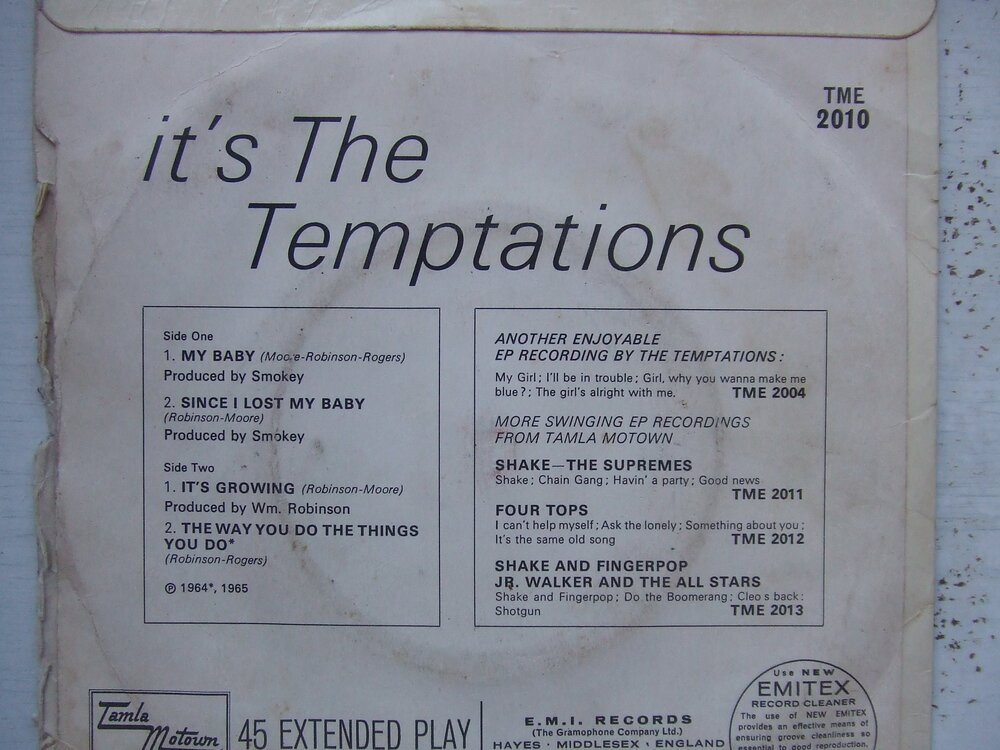 TME
2010
it's The
Temptations
Side One
1. MY BABY (Moore-Robinson-Rogers)
Produced by Smokey
2. SINCE I LOST MY BABY
(Robinson-Moore)
Produced by Smokey
Side Two
1. IT'S GROWING (Robinson-Moore)
Produced by Wm. Robinson
2. THE WAY YOU DO THE THINGS
YOU DO*
(Robinson-Rogers)
℗ 1964*, 1965
ANOTHER ENJOYABLE
EP RECORDING BY THE TEMPTATIONS:
My Girl; I'll be in trouble; Girl, why you wanna make me
blue?; The girl's alright with me. TME 2004
MORE SWINGING EP RECORDINGS
FROM TAMLA MOTOWN
SHAKE—THE SUPREMES
Shake; Chain Gang; Havin' a party; Good news
TME 2011
FOUR TOPS
I can't help myself; Ask the lonely; Something about you;
It's the same old song TME 2012
SHAKE AND FINGERPOP
JR. WALKER AND THE ALL STARS
Shake and Fingerpop; Do the Boomerang; Cleo s back:
Shotgun TME 2013
Tamla
Motown
45 EXTENDED PLAY
E.M.I. RECORDS
(The Gramophone Company Ltd.)
HAYES · MIDDLESEX · ENGLAND
Use NEW
EMITEX
RECORD CLEANER
The use of NEW EMITEX
provides an effective means of
ensuring groove cleanliness so
essential to good reproduction.